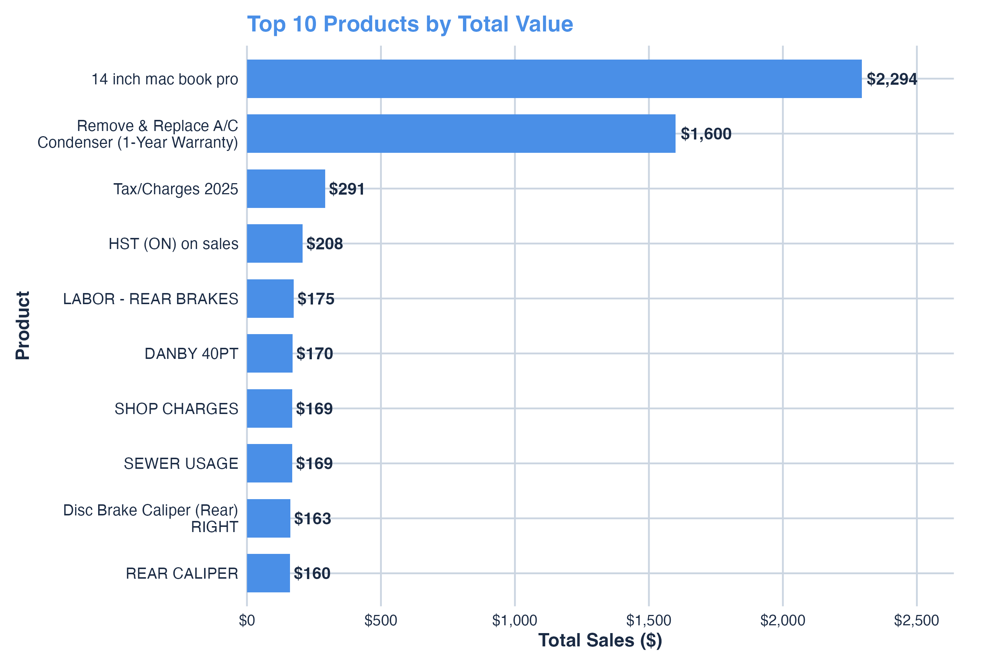 Top 10 Products by Total Value
14 inch mac book pro
$2,294
Remove & Replace A/C
Condenser (1-Year Warranty)
$1,600
Tax/Charges 2025
$291
HST (ON) on sales
$208
LABOR - REAR BRAKES
$175
DANBY 40PT
$170
SHOP CHARGES
$169
SEWER USAGE
$169
Disc Brake Caliper (Rear)
RIGHT
$163
REAR CALIPER
$160
Product
$0 $500 $1,000 $1,500 $2,000 $2,500
Total Sales ($)